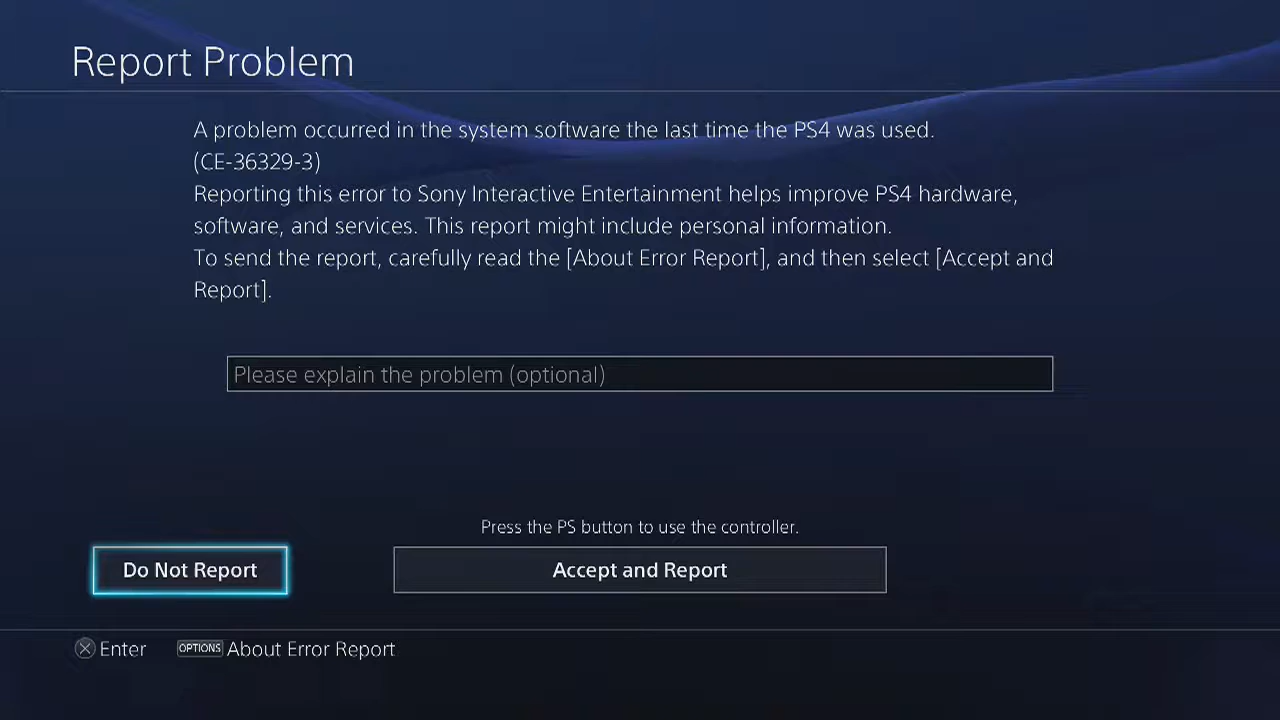 Report Problem
A problem occurred in the system software the last time the PS4 was used.
(CE-36329-3)
Reporting this error to Sony Interactive Entertainment helps improve PS4 hardware,
software, and services. This report might include personal information.
To send the report, carefully read the [About Error Report], and then select [Accept and
Report].
Please explain the problem (optional)
Press the PS button to use the controller.
Do Not Report
Accept and Report
Enter
OPTIONS About Error Report